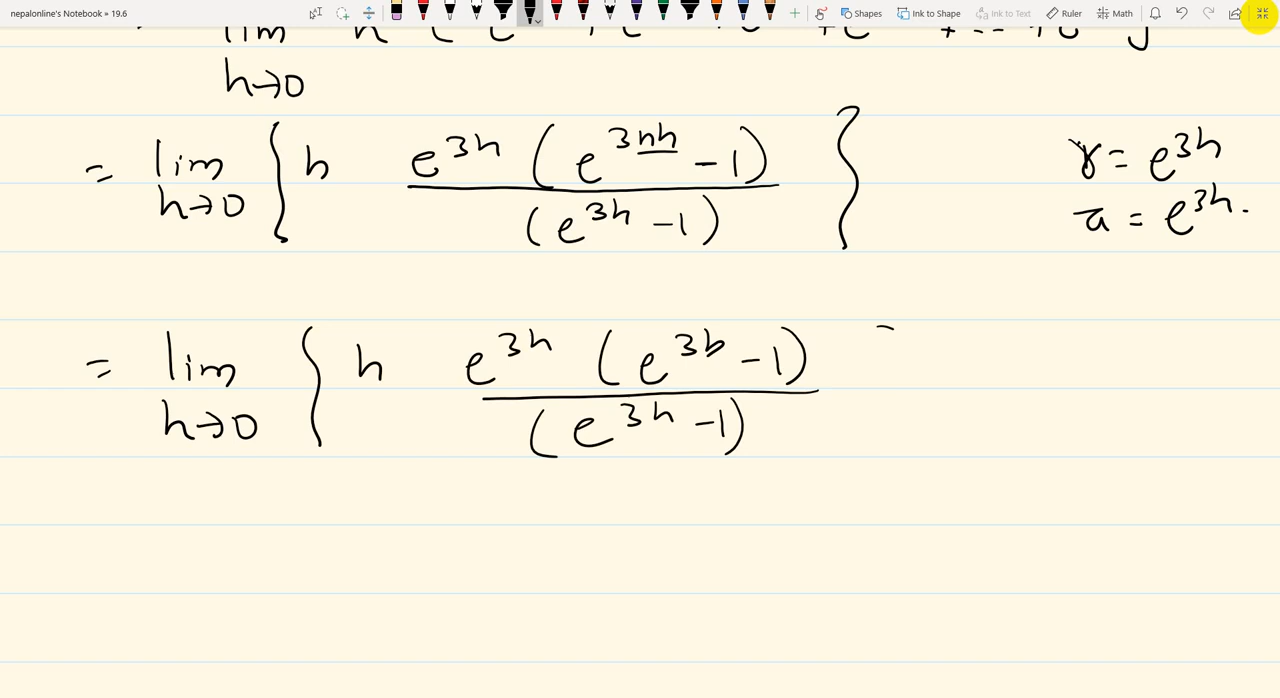 nepalonline's Notebook » 19.6
Shapes Ink to Shape Ink to Text Ruler Math
h→0
= lim h→0 { h e^{3h} (e^{3nh} - 1) / (e^{3h} - 1) }
r = e^{3h}
a = e^{3h}.
= lim h→0 { h e^{3h} (e^{3b} - 1) / (e^{3h} - 1)